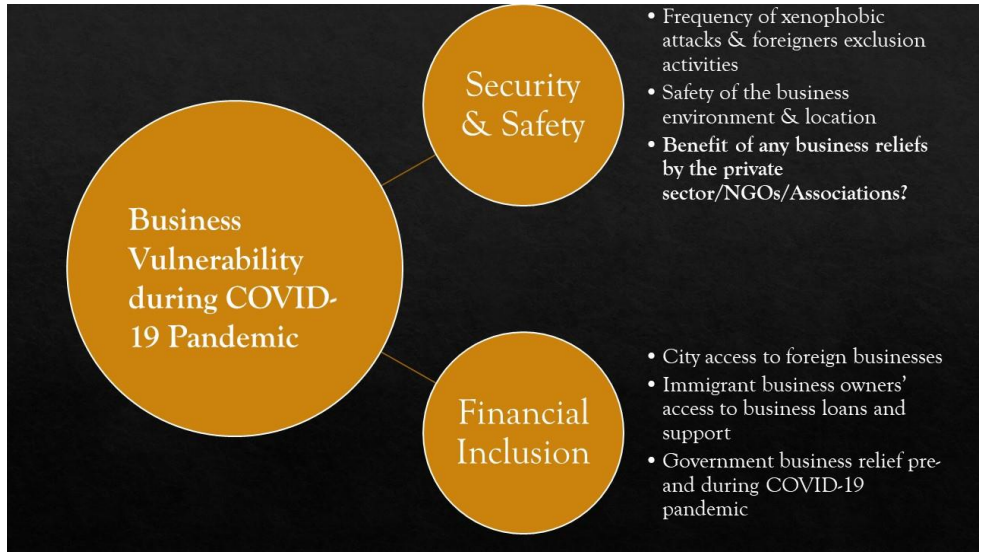 Business
Vulnerability
during COVID-
19 Pandemic
Security
& Safety
• Frequency of xenophobic
attacks & foreigners exclusion
activities
• Safety of the business
environment & location
• Benefit of any business reliefs
by the private
sector/NGOs/Associations?
Financial
Inclusion
• City access to foreign businesses
• Immigrant business owners’
access to business loans and
support
• Government business relief pre-
and during COVID-19
pandemic